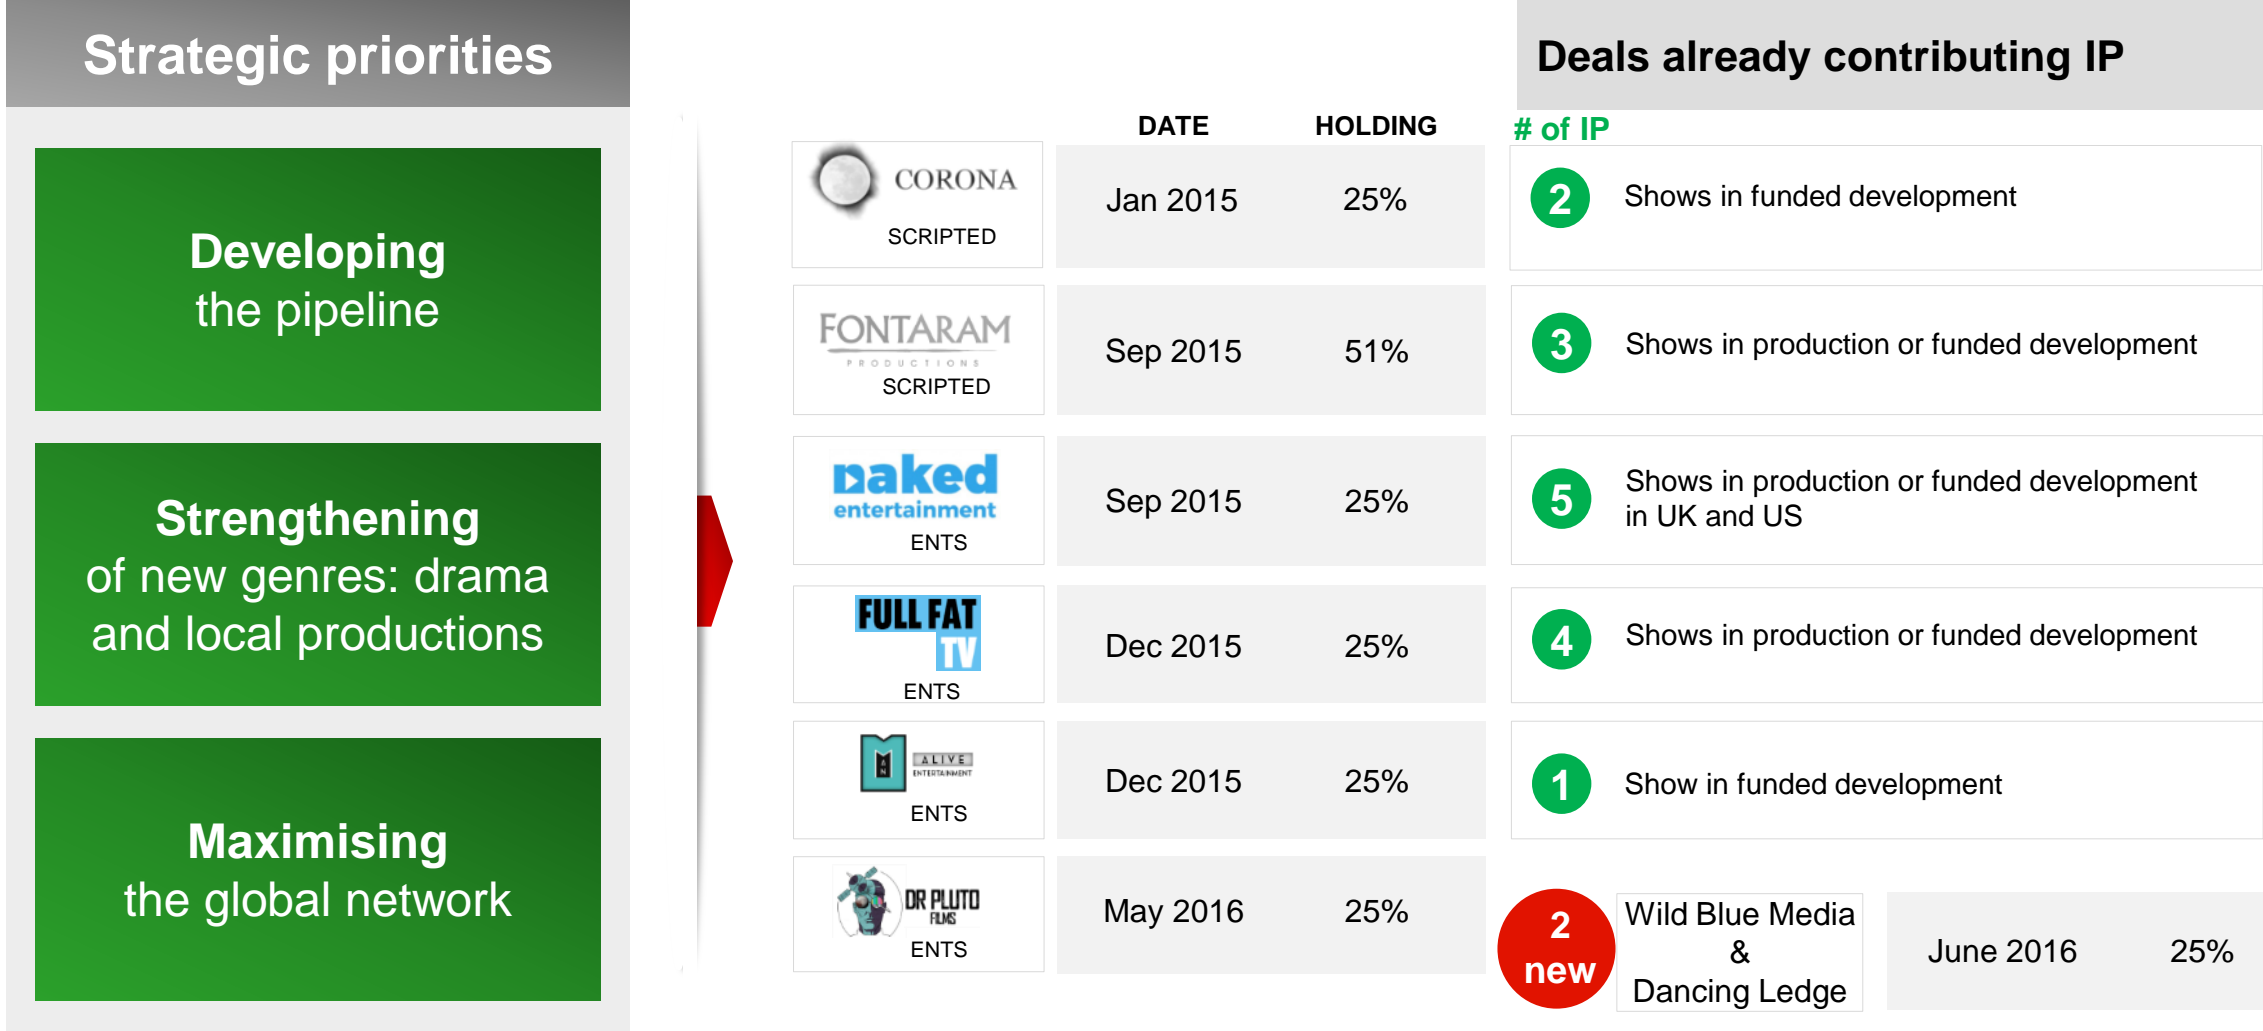 Strategic priorities
Developing
the pipeline
Strengthening
of new genres: drama
and local productions
Maximising
the global network
Deals already contributing IP
DATE HOLDING # of IP
CORONA
SCRIPTED
Jan 2015 25%
2 Shows in funded development
FONTARAM
PRODUCTIONS
SCRIPTED
Sep 2015 51%
3 Shows in production or funded development
naked
entertainment
ENTS
Sep 2015 25%
5 Shows in production or funded development
in UK and US
FULL FAT
TV
ENTS
Dec 2015 25%
4 Shows in production or funded development
MAN
ALIVE
ENTERTAINMENT
ENTS
Dec 2015 25%
1 Show in funded development
DR PLUTO
FILMS
ENTS
May 2016 25%
2
new
Wild Blue Media
&
Dancing Ledge
June 2016 25%